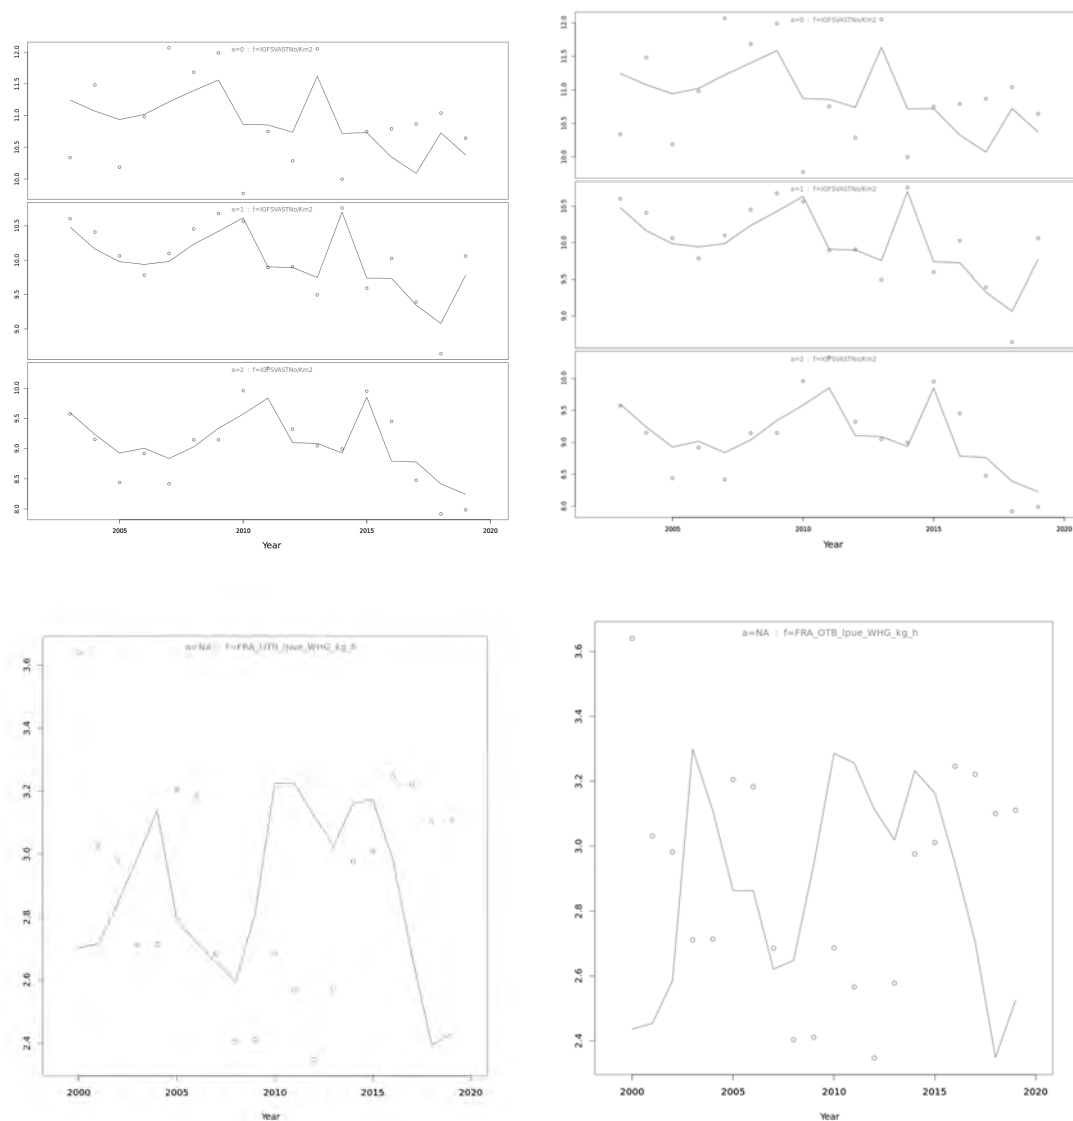 a=0 : f=IGFSVASTNo/Km2
12.0
11.5
11.0
10.5
10.0
a=1 : f=IGFSVASTNo/Km2
10.5
10.0
9.5
9.0
a=2 : f=IGFSVASTNo/Km2
10.0
9.5
9.0
8.5
8.0
2005 2010 2015 2020
Year
a=0 : f=IGFSVASTNo/Km2
12.0
11.5
11.0
10.5
10.0
a=1 : f=IGFSVASTNo/Km2
10.5
10.0
9.5
9.0
a=2 : f=IGFSVASTNo/Km2
10.0
9.5
9.0
8.5
8.0
2005 2010 2015 2020
Year
a=NA : f=FRA_OTB_lpue_WHG_kg_h
3.6
3.4
3.2
3.0
2.8
2.6
2.4
2000 2005 2010 2015 2020
Year
a=NA : f=FRA_OTB_lpue_WHG_kg_h
3.6
3.4
3.2
3.0
2.8
2.6
2.4
2000 2005 2010 2015 2020
Year